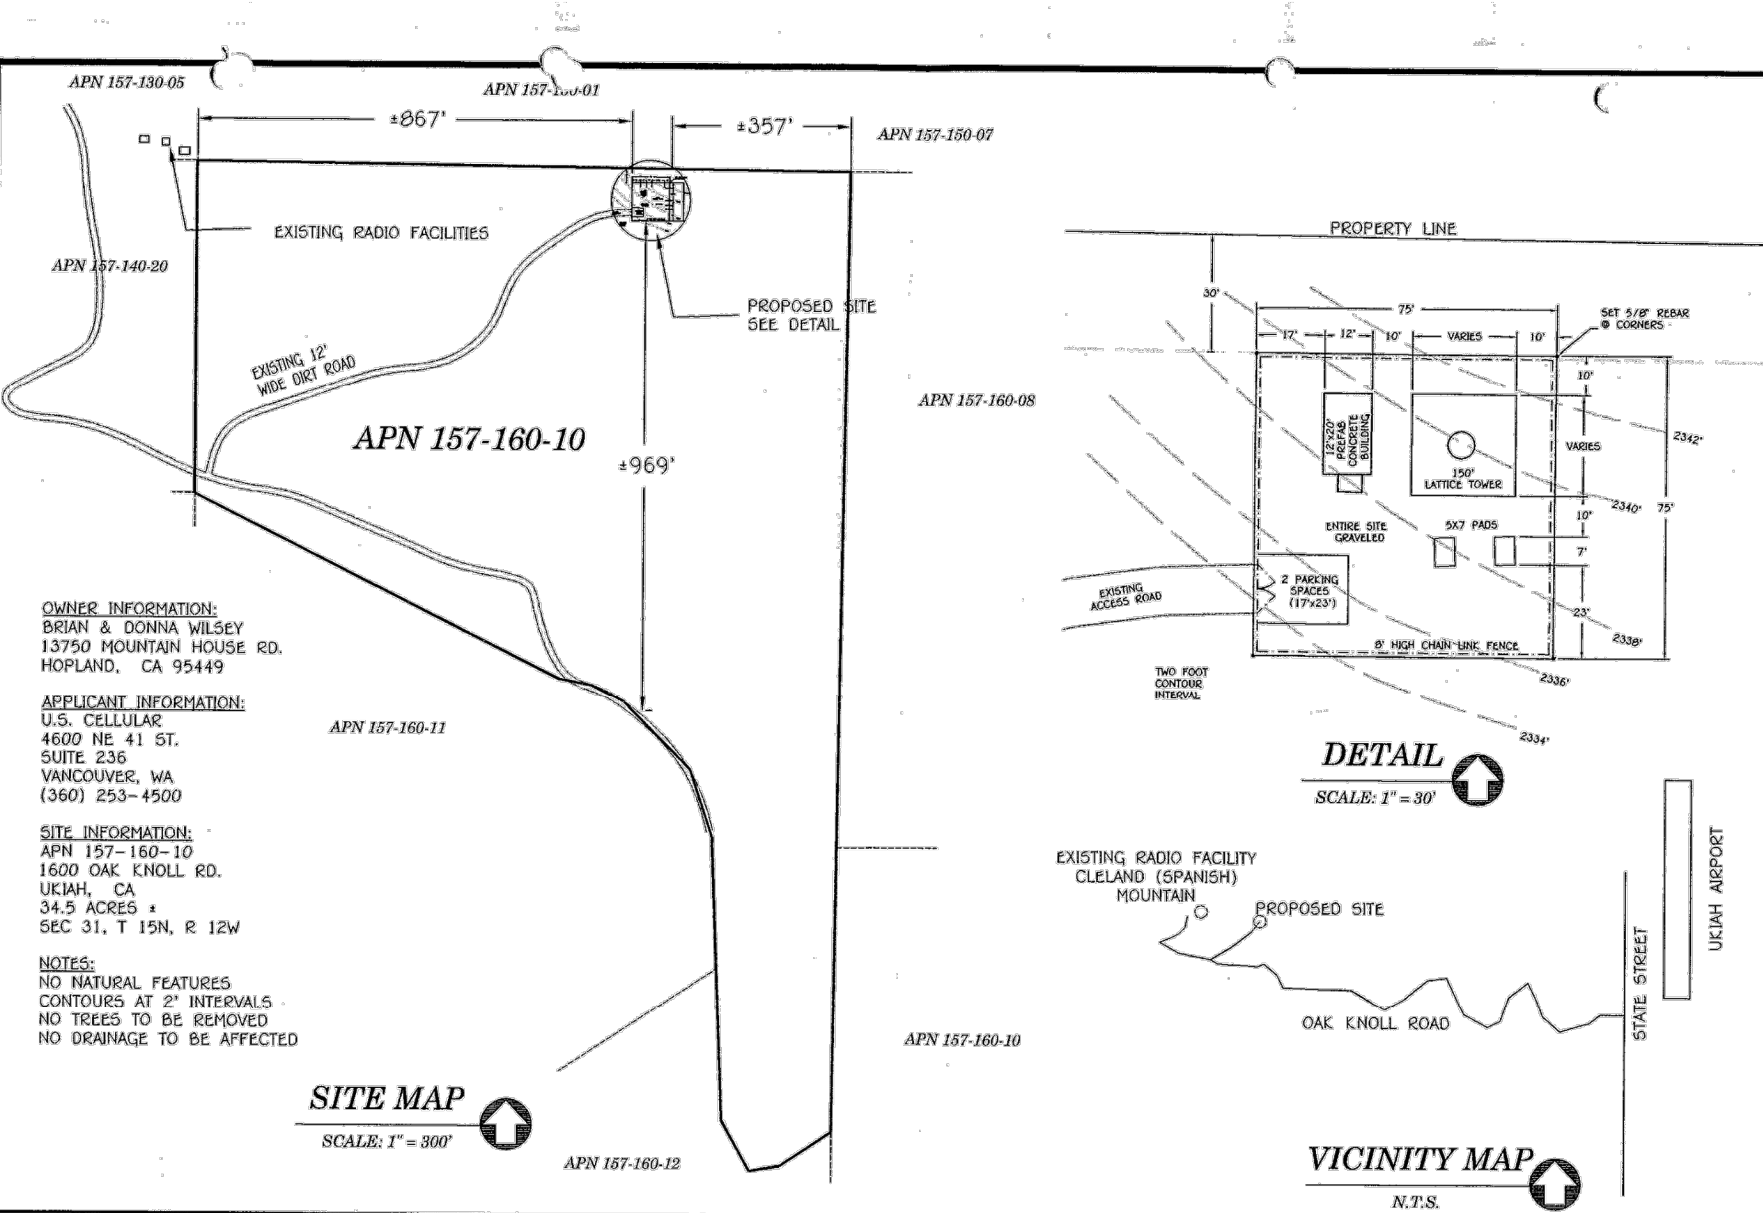 APN 157-130-05
APN 157-150-01
±867'
±357'
APN 157-150-07
EXISTING RADIO FACILITIES
APN 157-140-20
PROPOSED SITE
SEE DETAIL
EXISTING 12'
WIDE DIRT ROAD
APN 157-160-08
APN 157-160-10
±969'
OWNER INFORMATION:
BRIAN & DONNA WILSEY
13750 MOUNTAIN HOUSE RD.
HOPLAND, CA 95449
APPLICANT INFORMATION:
U.S. CELLULAR
4600 NE 41 ST.
SUITE 236
VANCOUVER, WA
(360) 253-4500
APN 157-160-11
SITE INFORMATION:
APN 157-160-10
1600 OAK KNOLL RD.
UKIAH, CA
34.5 ACRES ±
SEC 31, T 15N, R 12W
NOTES:
NO NATURAL FEATURES
CONTOURS AT 2' INTERVALS
NO TREES TO BE REMOVED
NO DRAINAGE TO BE AFFECTED
APN 157-160-10
SITE MAP
SCALE: 1" = 300'
APN 157-160-12
PROPERTY LINE
30'
75'
SET 5/8" REBAR
@ CORNERS
17'
12'
10'
VARIES
10'
10'
12'x20'
PREFAB
CONCRETE
BUILDING
150'
LATTICE TOWER
VARIES
2342'
2340'
75'
ENTIRE SITE
GRAVELED
5X7 PADS
10'
7'
EXISTING
ACCESS ROAD
2 PARKING
SPACES
(17'x23')
23'
2338'
8' HIGH CHAIN LINK FENCE
2336'
TWO FOOT
CONTOUR
INTERVAL
2334'
DETAIL
SCALE: 1" = 30'
EXISTING RADIO FACILITY
CLELAND (SPANISH)
MOUNTAIN
PROPOSED SITE
OAK KNOLL ROAD
STATE STREET
UKIAH AIRPORT
VICINITY MAP
N.T.S.